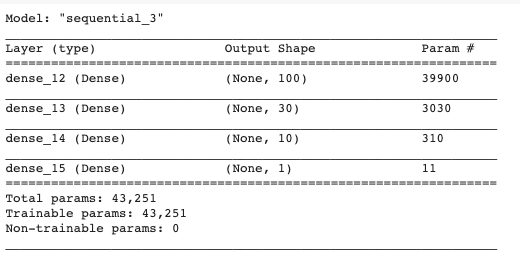 Model: "sequential_3"
Layer (type) Output Shape Param #
dense_12 (Dense) (None, 100) 39900
dense_13 (Dense) (None, 30) 3030
dense_14 (Dense) (None, 10) 310
dense_15 (Dense) (None, 1) 11
Total params: 43,251
Trainable params: 43,251
Non-trainable params: 0